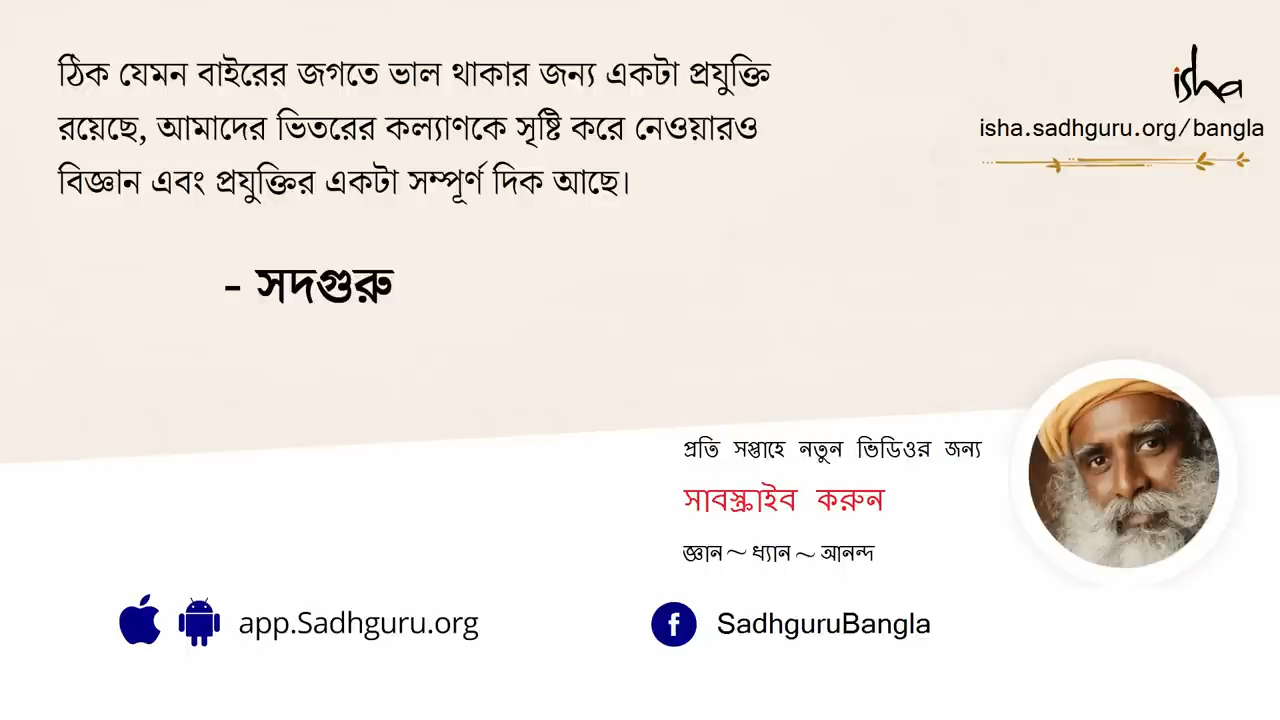 ঠিক যেমন বাইরের জগতে ভাল থাকার জন্য একটা প্রযুক্তি
রয়েছে, আমাদের ভিতরের কল্যাণকে সৃষ্টি করে নেওয়ারও
বিজ্ঞান এবং প্রযুক্তির একটা সম্পূর্ণ দিক আছে।
- সদগুরু
isha
isha.sadhguru.org/bangla
প্রতি সপ্তাহে নতুন ভিডিওর জন্য
সাবস্ক্রাইব করুন
জ্ঞান ~ ধ্যান ~ আনন্দ
app.Sadhguru.org
f SadhguruBangla